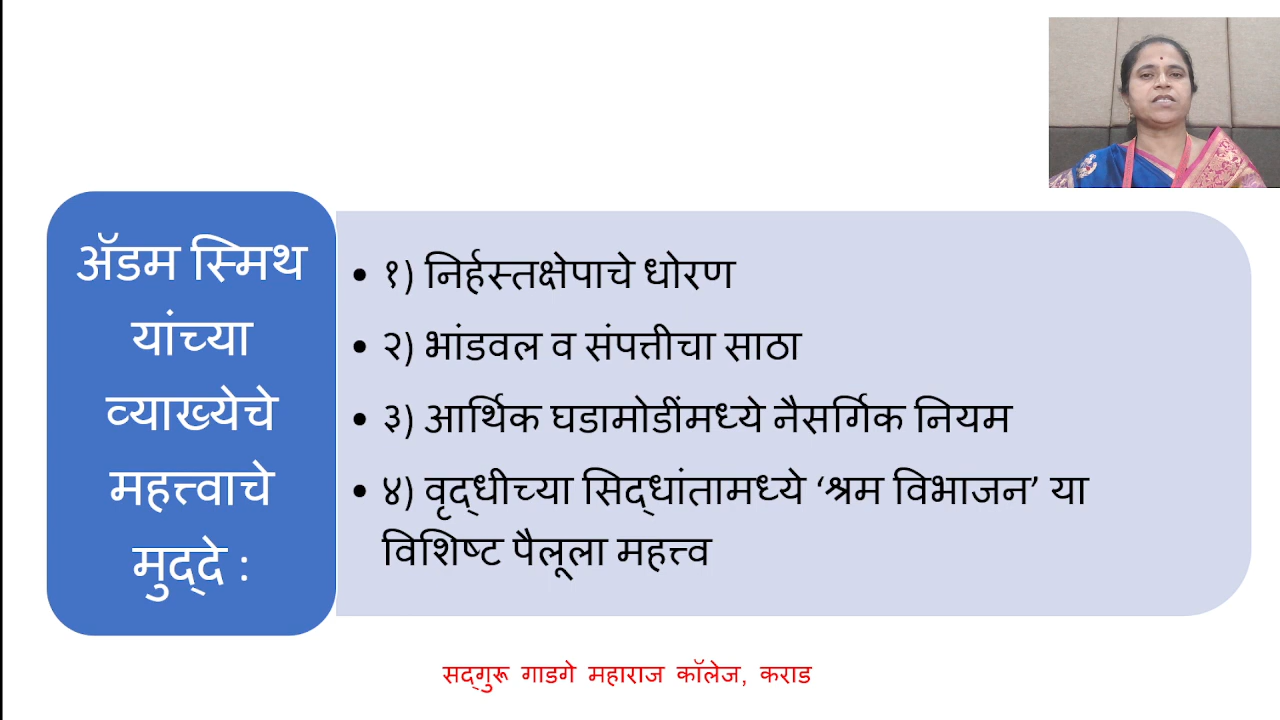 ॲडम स्मिथ
यांच्या
व्याख्येचे
महत्त्वाचे
मुद्दे :
• १) निर्हस्तक्षेपाचे धोरण
• २) भांडवल व संपत्तीचा साठा
• ३) आर्थिक घडामोडींमध्ये नैसर्गिक नियम
• ४) वृद्धीच्या सिद्धांतामध्ये ‘श्रम विभाजन’ या
विशिष्ट पैलूला महत्त्व
सद्गुरू गाडगे महाराज कॉलेज, कराड